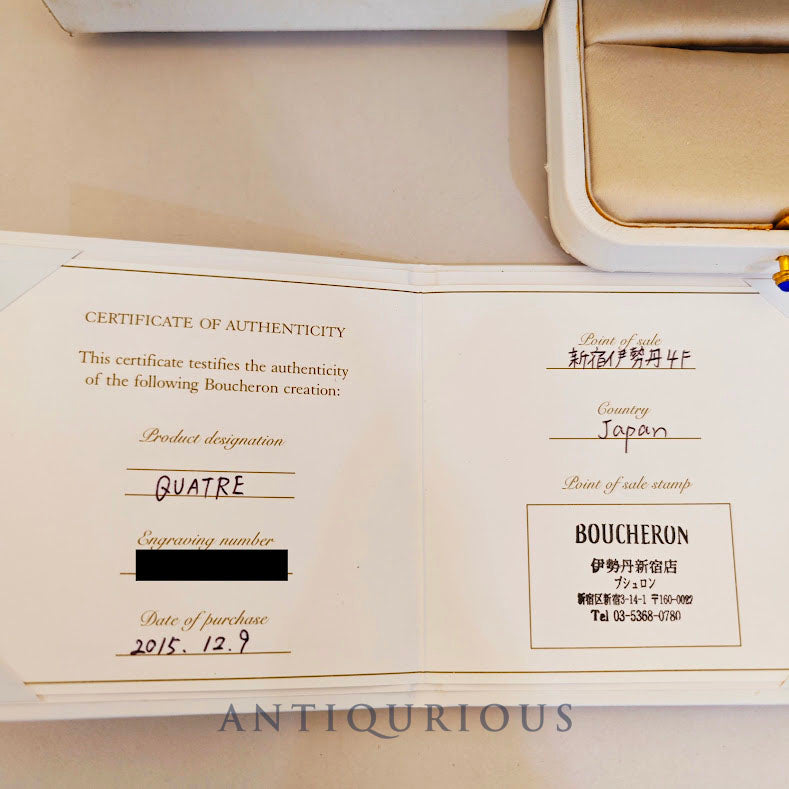 CERTIFICATE OF AUTHENTICITY
This certificate testifies the authenticity
of the following Boucheron creation:
Product designation
QUATRE
Engraving number
Date of purchase
2015. 12. 9
Point of sale
新宿伊勢丹4F
Country
Japan
Point of sale stamp
BOUCHERON
伊勢丹新宿店
ブシュロン
新宿区新宿3-14-1 〒160-0022
Tel 03-5368-0780
ANTIQURIOUS